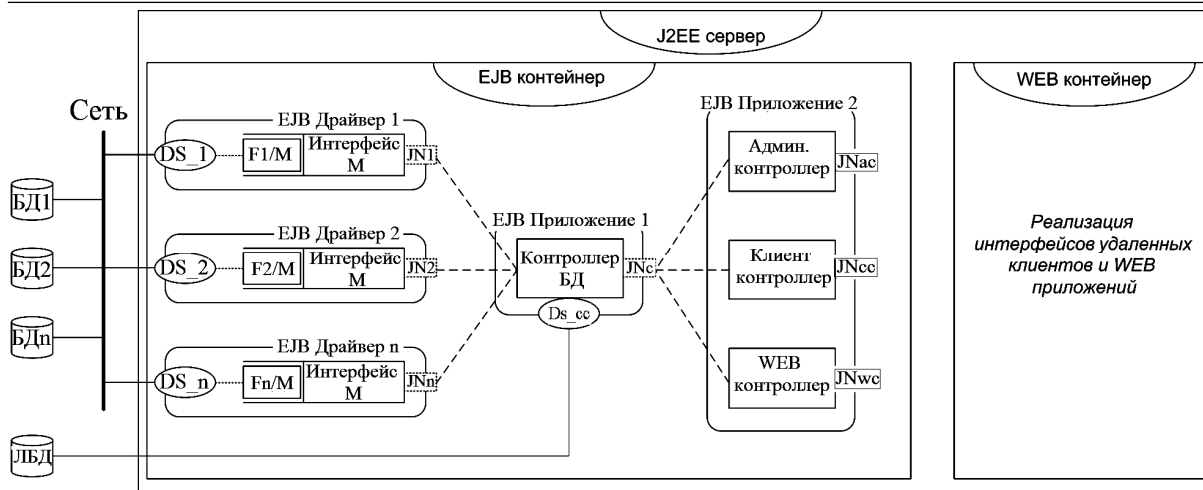 J2EE сервер
EJB контейнер
WEB контейнер
Сеть
БД1
БД2
БДn
ЛБД
EJB Драйвер 1
DS_1
F1/M
Интерфейс
М
JN1
EJB Драйвер 2
DS_2
F2/M
Интерфейс
М
JN2
EJB Драйвер n
DS_n
Fn/M
Интерфейс
М
JNn
EJB Приложение 1
Контроллер
БД
JNc
Ds_cc
EJB Приложение 2
Админ.
контроллер
JNac
Клиент
контроллер
JNcc
WEB
контроллер
JNwc
Реализация
интерфейсов удаленных
клиентов и WEB
приложений